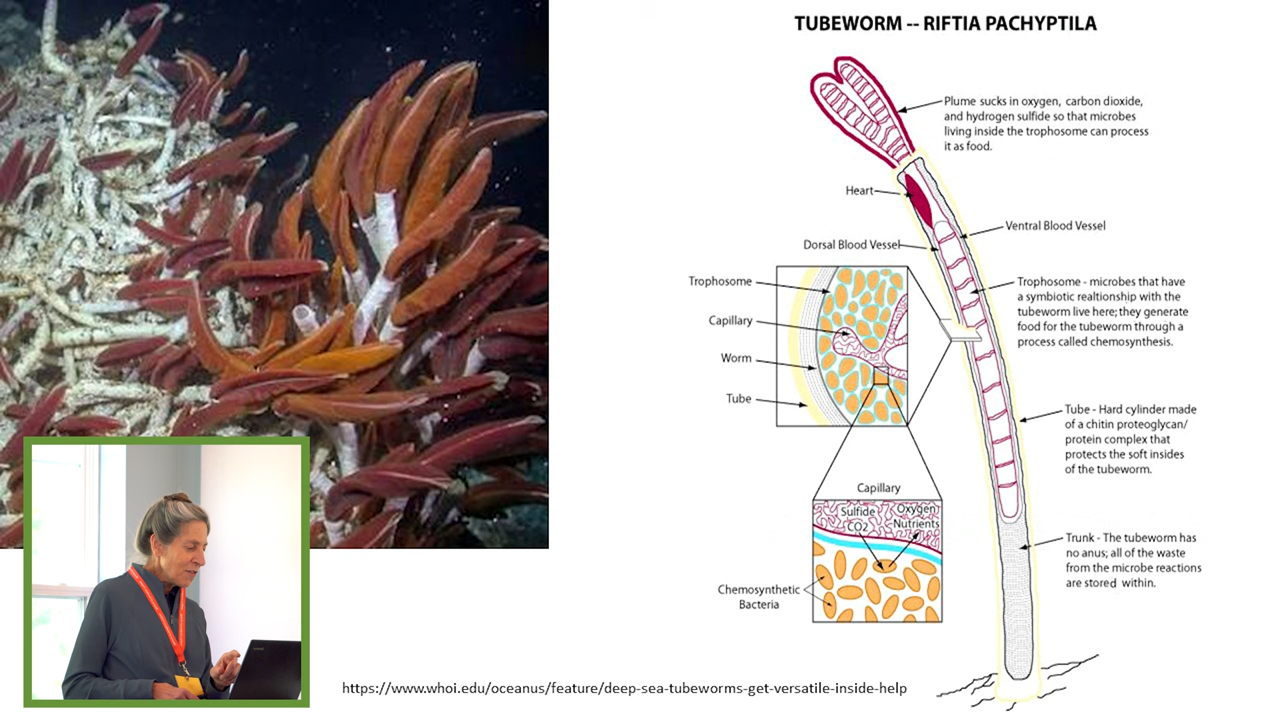 TUBEWORM -- RIFTIA PACHYPTILA
Plume sucks in oxygen, carbon dioxide,
and hydrogen sulfide so that microbes
living inside the trophosome can process
it as food.
Heart
Ventral Blood Vessel
Dorsal Blood Vessel
Trophosome
Capillary
Worm
Tube
Trophosome - microbes that have
a symbiotic realtionship with the
tubeworm live here; they generate
food for the tubeworm through a
process called chemosynthesis.
Tube - Hard cylinder made
of a chitin proteoglycan/
protein complex that
protects the soft insides
of the tubeworm.
Capillary
Sulfide
CO2
Oxygen
Nutrients
Chemosynthetic
Bacteria
Trunk - The tubeworm has
no anus; all of the waste
from the microbe reactions
are stored within.
https://www.whoi.edu/oceanus/feature/deep-sea-tubeworms-get-versatile-inside-help